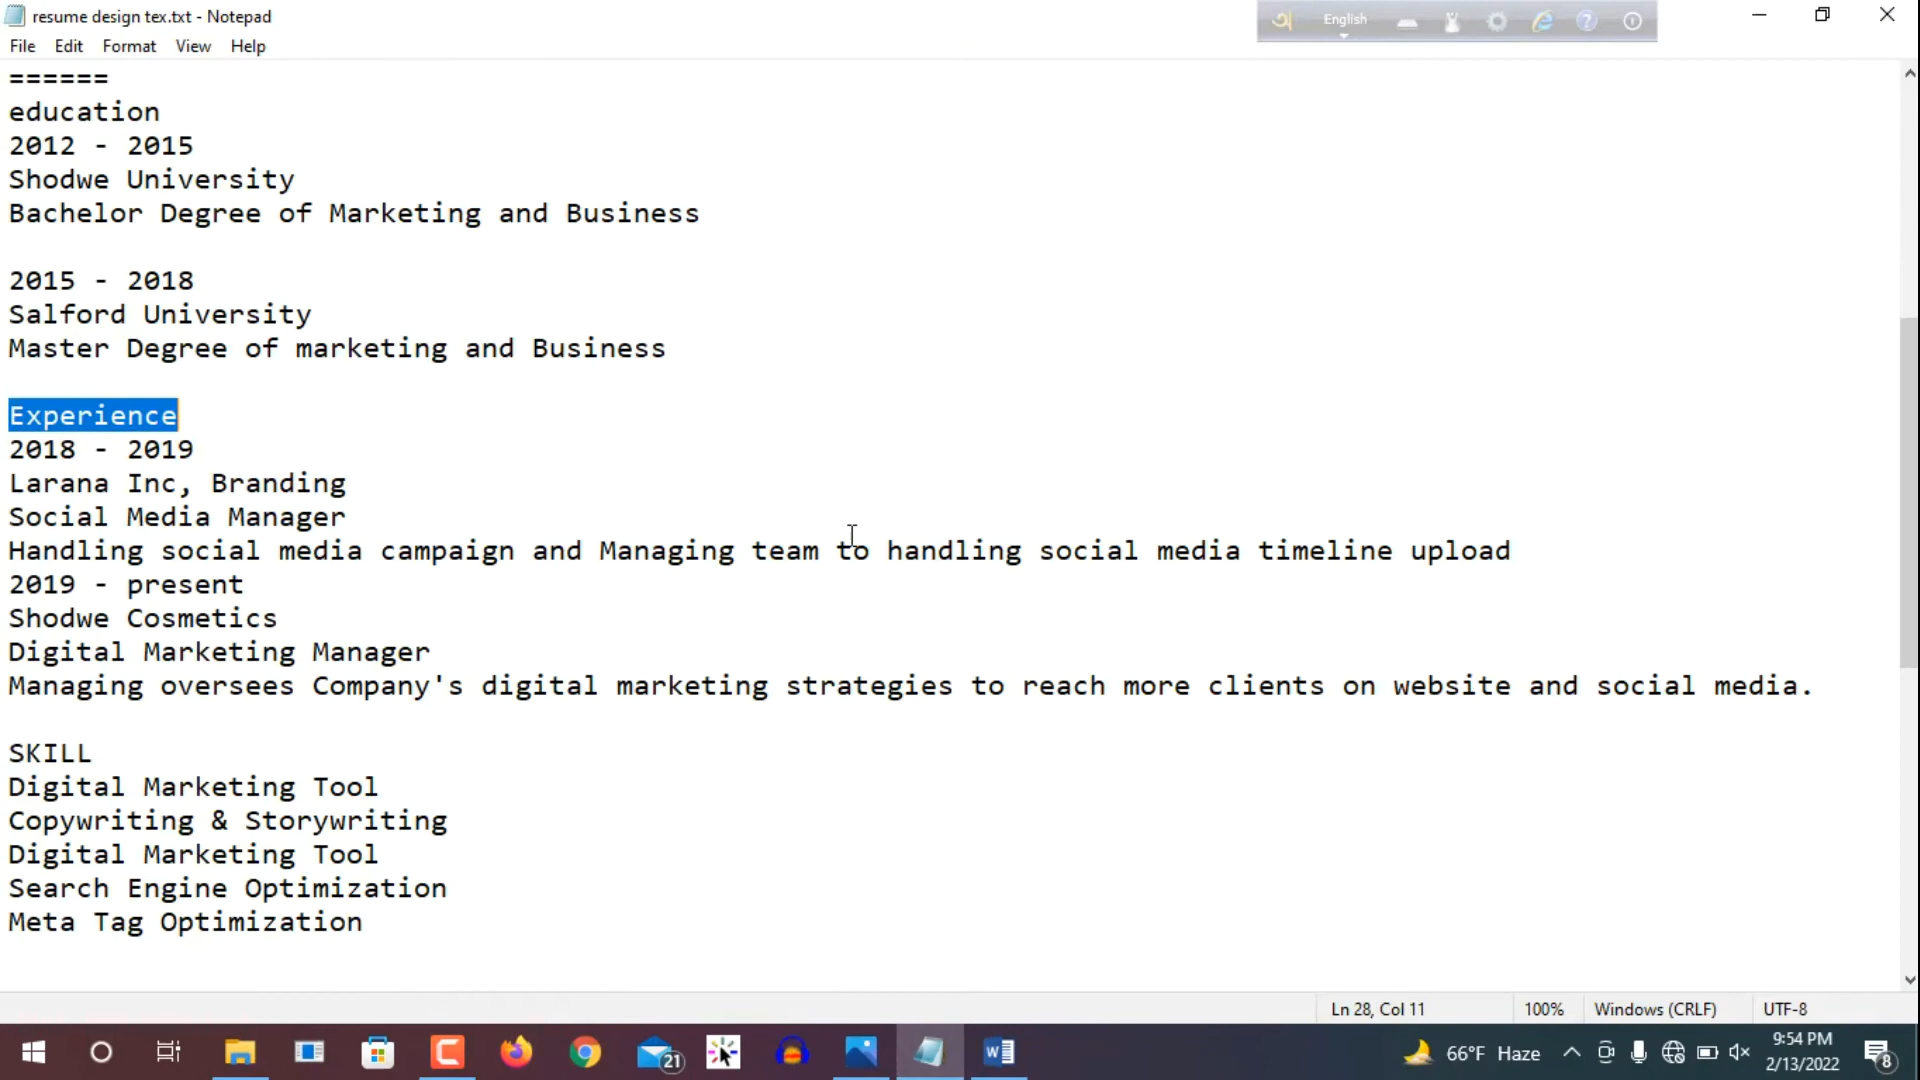 resume design tex.txt - Notepad
English
File Edit Format View Help
======
education
2012 - 2015
Shodwe University
Bachelor Degree of Marketing and Business
2015 - 2018
Salford University
Master Degree of marketing and Business
Experience
2018 - 2019
Larana Inc, Branding
Social Media Manager
Handling social media campaign and Managing team to handling social media timeline upload
2019 - present
Shodwe Cosmetics
Digital Marketing Manager
Managing oversees Company's digital marketing strategies to reach more clients on website and social media.
SKILL
Digital Marketing Tool
Copywriting & Storywriting
Digital Marketing Tool
Search Engine Optimization
Meta Tag Optimization
Ln 28, Col 11 100% Windows (CRLF) UTF-8
21
66°F Haze
9:54 PM
2/13/2022
8